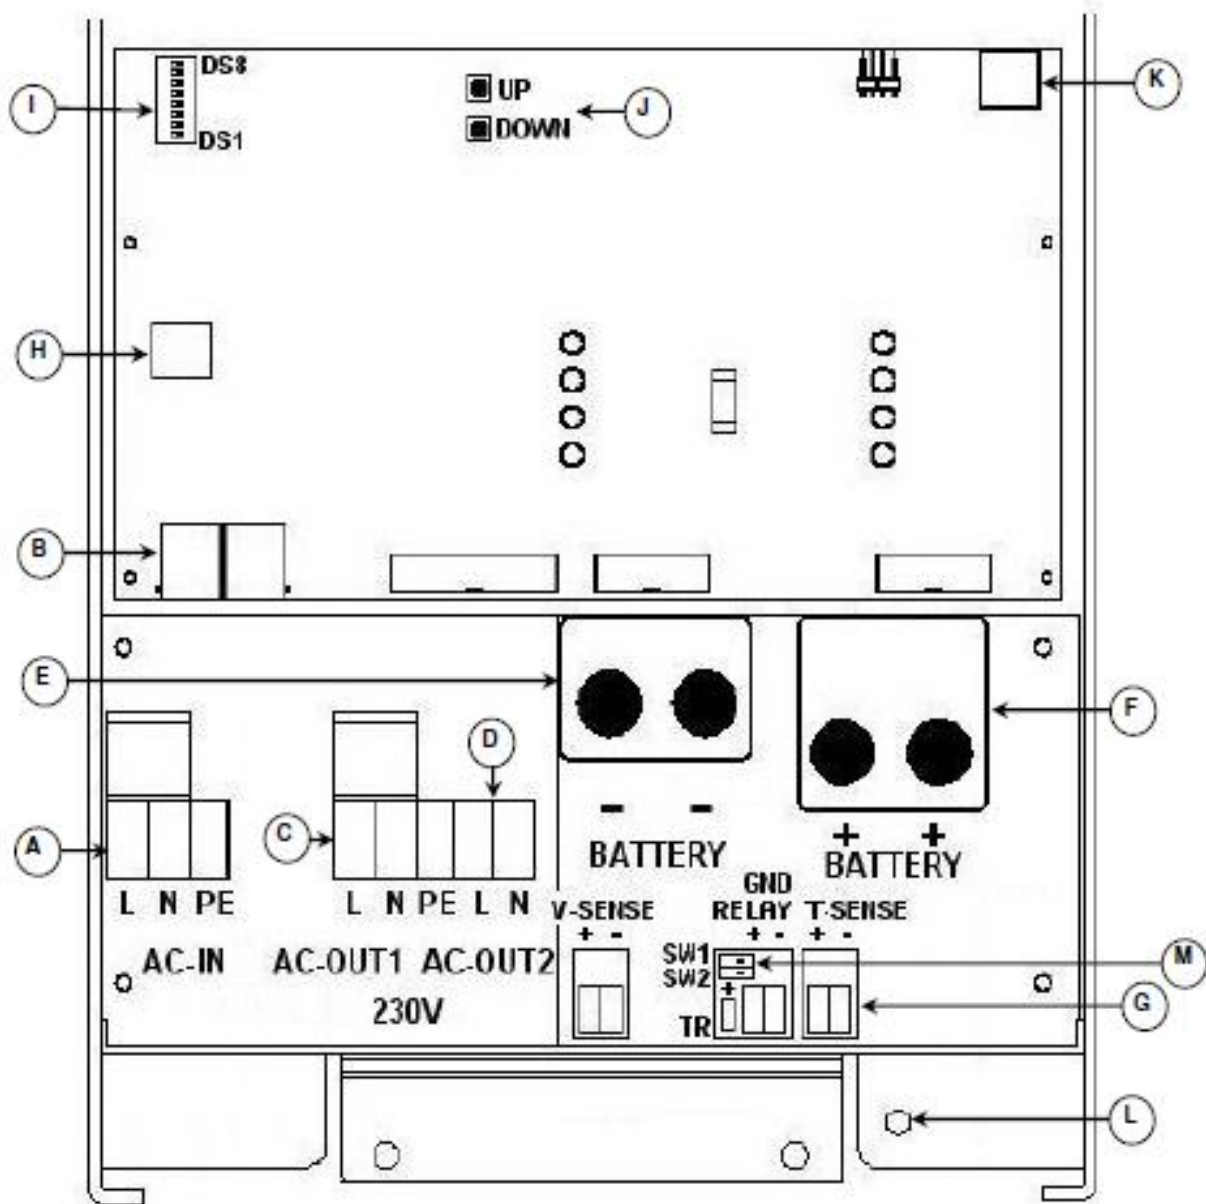 DS8
I
DS1
UP
DOWN
J
K
H
B
E
F
D
A
C
- -
BATTERY
+ +
BATTERY
L N PE
L N PE L N
AC-IN
AC-OUT1 AC-OUT2
230V
V-SENSE
+ -
GND
RELAY
+ -
T-SENSE
+ -
SW1
SW2
+
TR
M
G
L